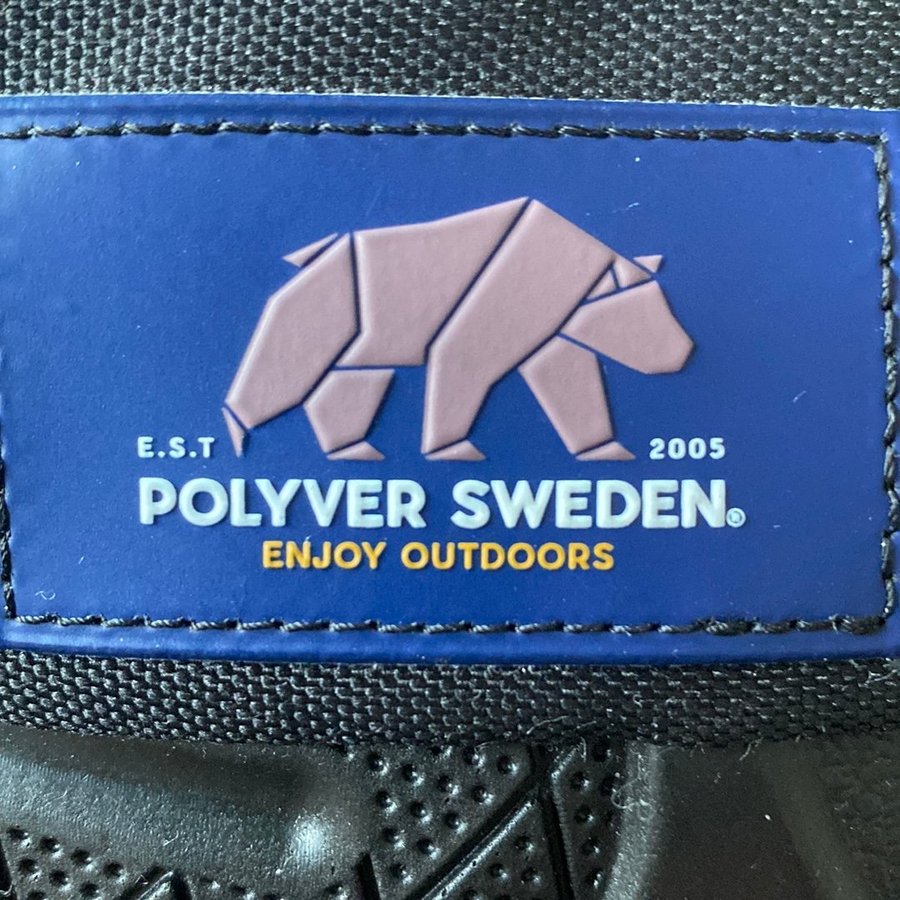 E.S.T 2005
POLYVER SWEDEN®
ENJOY OUTDOORS